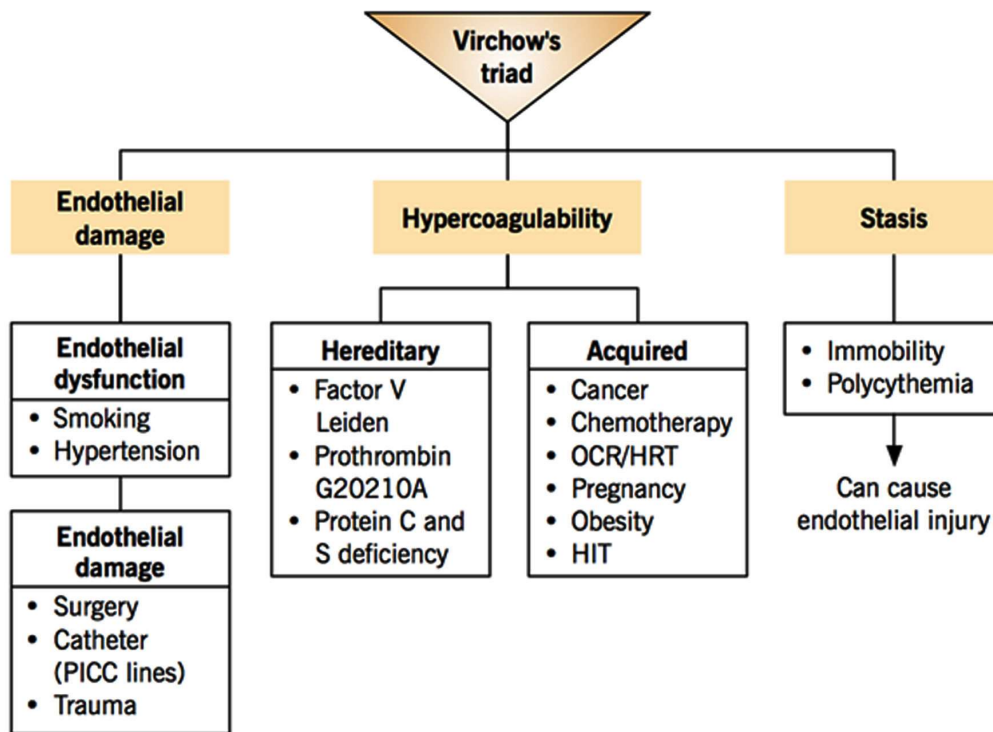 Virchow's
triad
Endothelial
damage
Hypercoagulability
Stasis
Endothelial
dysfunction
• Smoking
• Hypertension
Endothelial
damage
• Surgery
• Catheter
(PICC lines)
• Trauma
Hereditary
• Factor V
Leiden
• Prothrombin
G20210A
• Protein C and
S deficiency
Acquired
• Cancer
• Chemotherapy
• OCR/HRT
• Pregnancy
• Obesity
• HIT
• Immobility
• Polycythemia
Can cause
endothelial injury